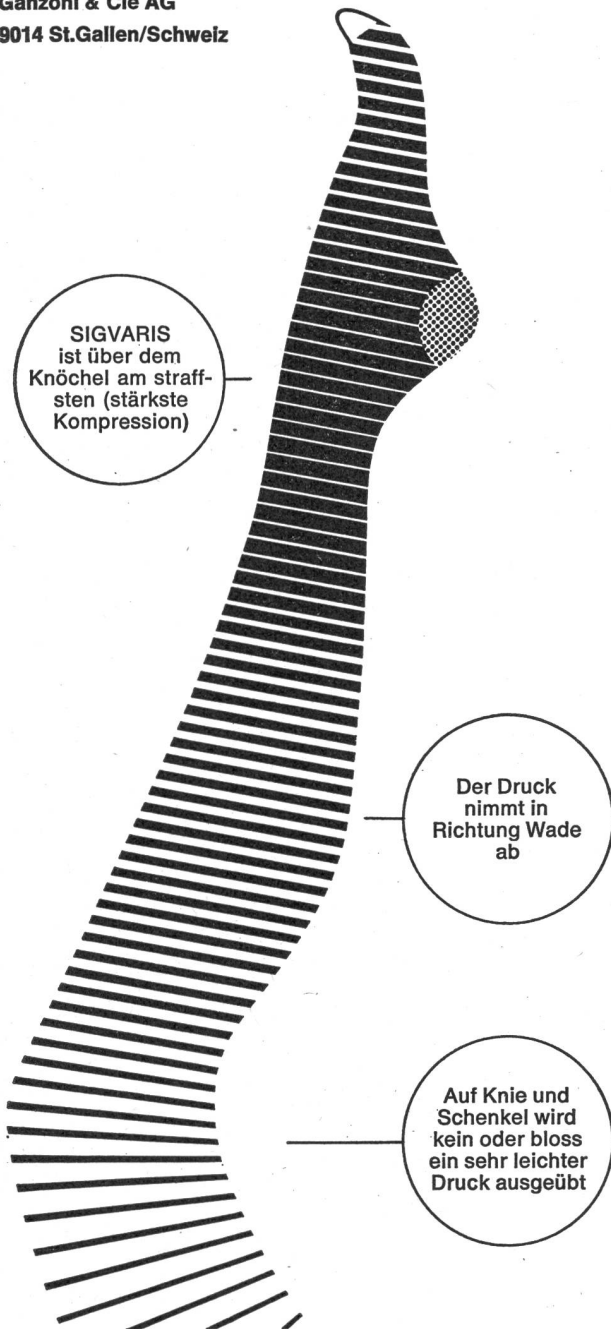 Ganzoni & Cie AG
9014 St.Gallen/Schweiz
SIGVARIS
ist über dem
Knöchel am straff-
sten (stärkste
Kompression)
Der Druck
nimmt in
Richtung Wade
ab
Auf Knie und
Schenkel wird
kein oder bloss
ein sehr leichter
Druck ausgeübt